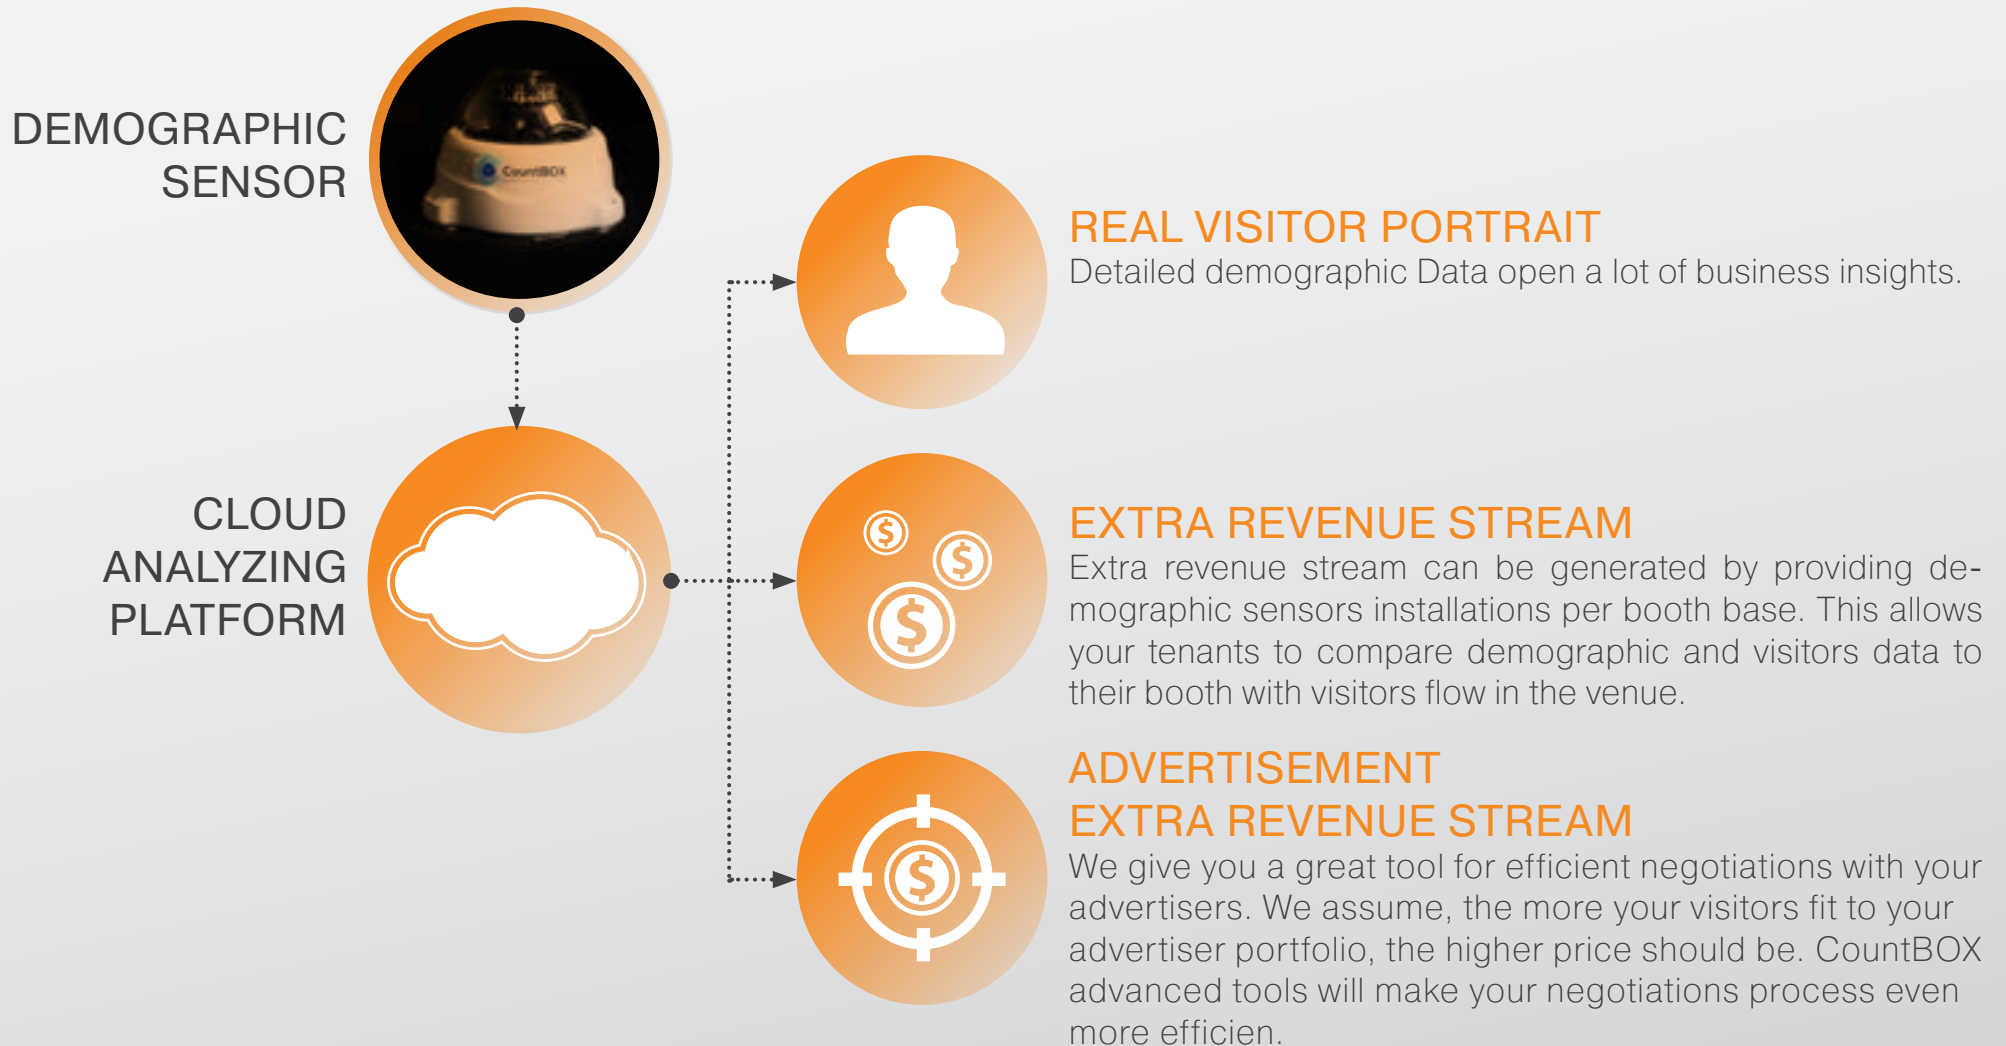 DEMOGRAPHIC
SENSOR
CountBOX
CLOUD
ANALYZING
PLATFORM
REAL VISITOR PORTRAIT
Detailed demographic Data open a lot of business insights.
$
$
$
EXTRA REVENUE STREAM
Extra revenue stream can be generated by providing de-
mographic sensors installations per booth base. This allows
your tenants to compare demographic and visitors data to
their booth with visitors flow in the venue.
$
ADVERTISEMENT
EXTRA REVENUE STREAM
We give you a great tool for efficient negotiations with your
advertisers. We assume, the more your visitors fit to your
advertiser portfolio, the higher price should be. CountBOX
advanced tools will make your negotiations process even
more efficien.